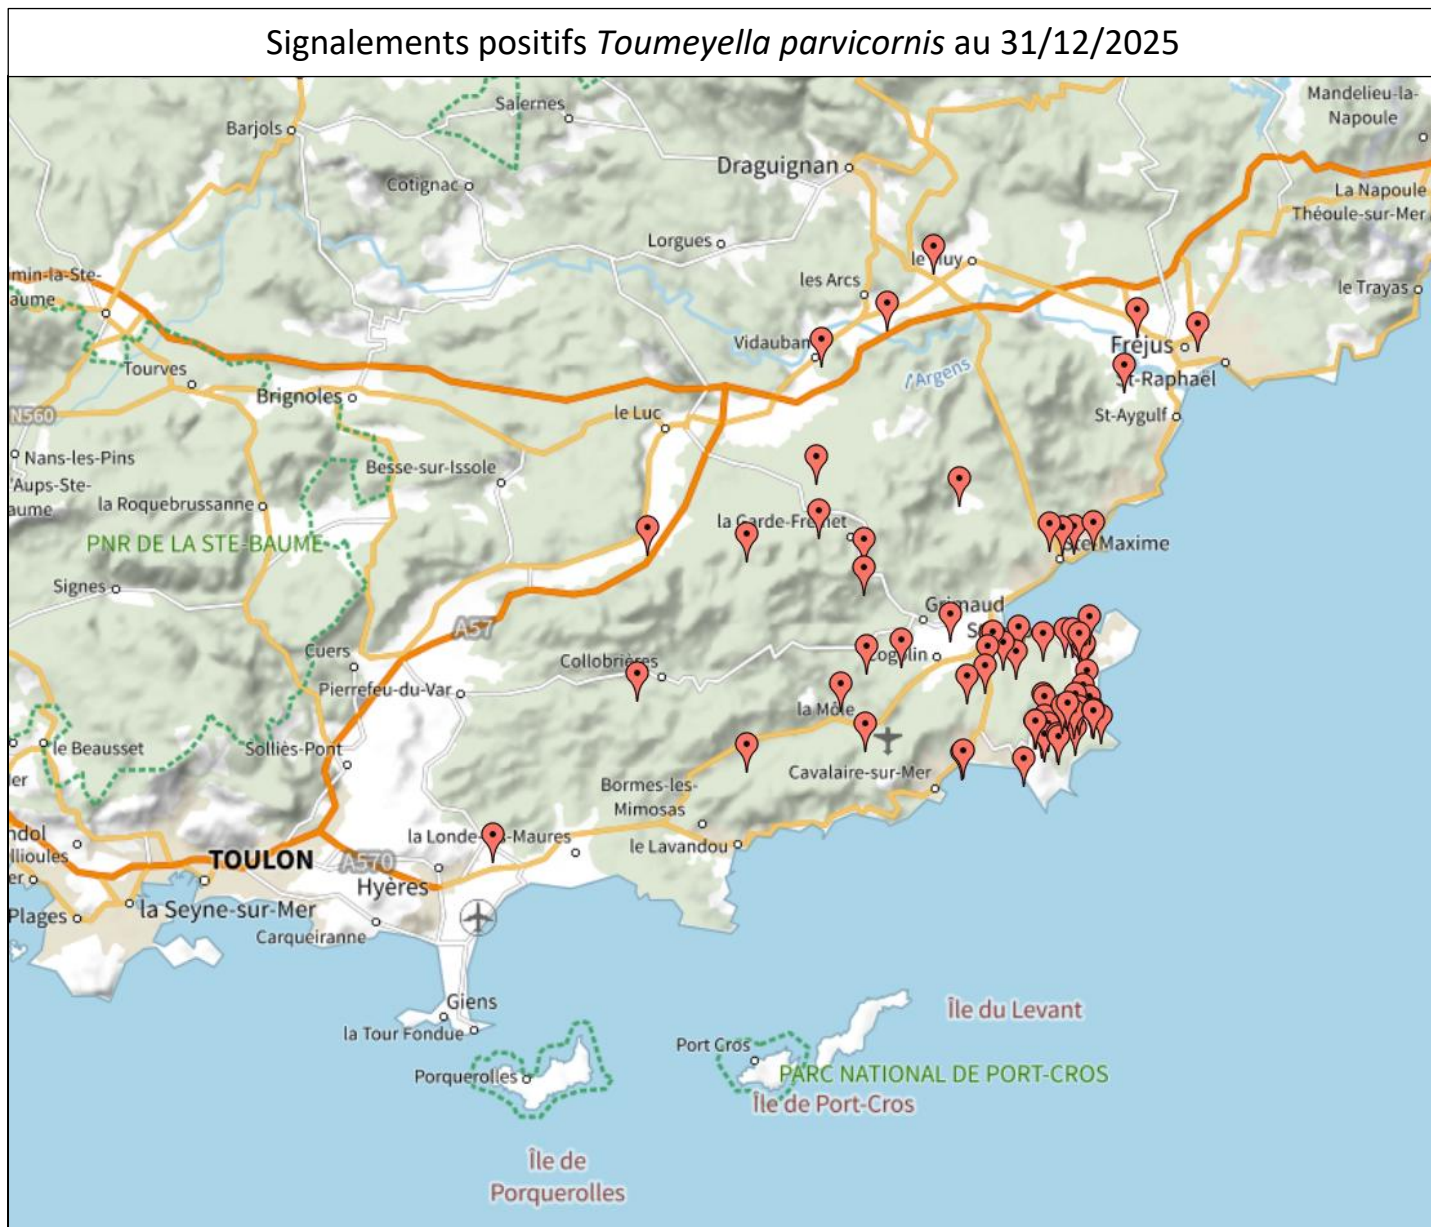 Signalements positifs Toumeyella parvicornis au 31/12/2025
Mandelieu-la-
Napoule
Salernes
Barjols
Draguignan
Cotignac
La Napoule
Théoule-sur-Mer
Lorgues
les Arcs
le Trayas
Vidauban
Fréjus
l'Argens
St-Raphaël
Tourves
Brignoles
N560
le Luc
St-Aygulf
Nans-les-Pins
Besse-sur-Issole
la Roquebrussanne
PNR DE LA STE-BAUME
Ste-Maxime
Signes
Grimaud
A57
Cuers
Collobrières
Pierrefeu-du-Var
la Môle
le Beausset
Solliès-Pont
Cavalaire-sur-Mer
Bormes-les-
Mimosas
le Lavandou
TOULON
A570
Hyères
Plages
la Seyne-sur-Mer
Carqueiranne
Giens
la Tour Fondue
Île du Levant
Port Cros
Porquerolles
PARC NATIONAL DE PORT-CROS
Île de Port-Cros
Île de
Porquerolles